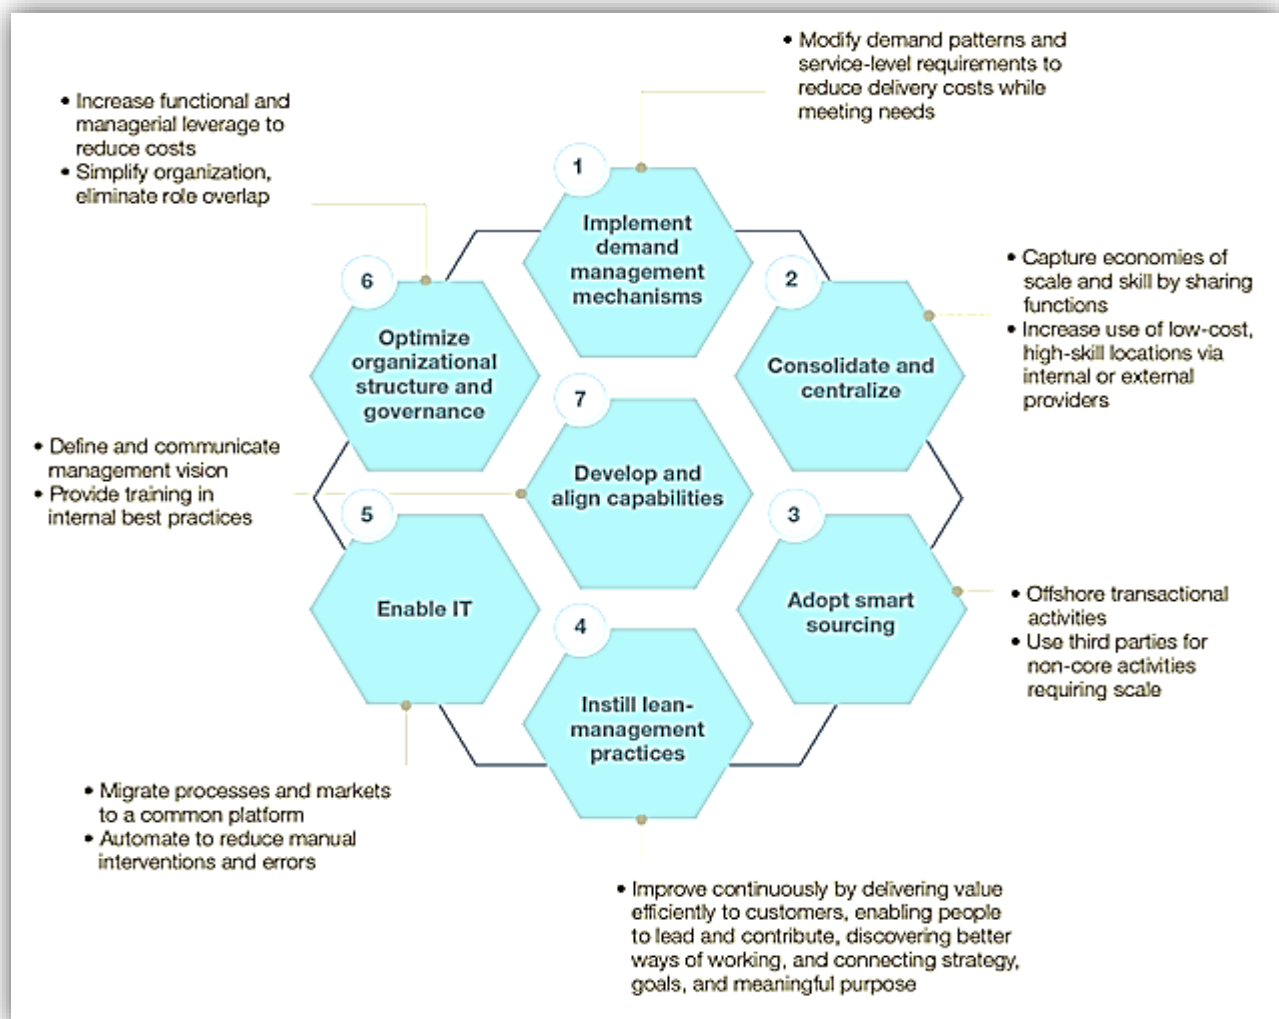 • Modify demand patterns and
service-level requirements to
reduce delivery costs while
meeting needs
• Increase functional and
managerial leverage to
reduce costs
• Simplify organization,
eliminate role overlap
1
Implement
demand
management
mechanisms
2
Consolidate and
centralize
• Capture economies of
scale and skill by sharing
functions
• Increase use of low-cost,
high-skill locations via
internal or external
providers
6
Optimize
organizational
structure and
governance
7
Develop and
align capabilities
• Define and communicate
management vision
• Provide training in
internal best practices
5
Enable IT
3
Adopt smart
sourcing
• Offshore transactional
activities
• Use third parties for
non-core activities
requiring scale
4
Instill lean-
management
practices
• Migrate processes and markets
to a common platform
• Automate to reduce manual
interventions and errors
• Improve continuously by delivering value
efficiently to customers, enabling people
to lead and contribute, discovering better
ways of working, and connecting strategy,
goals, and meaningful purpose